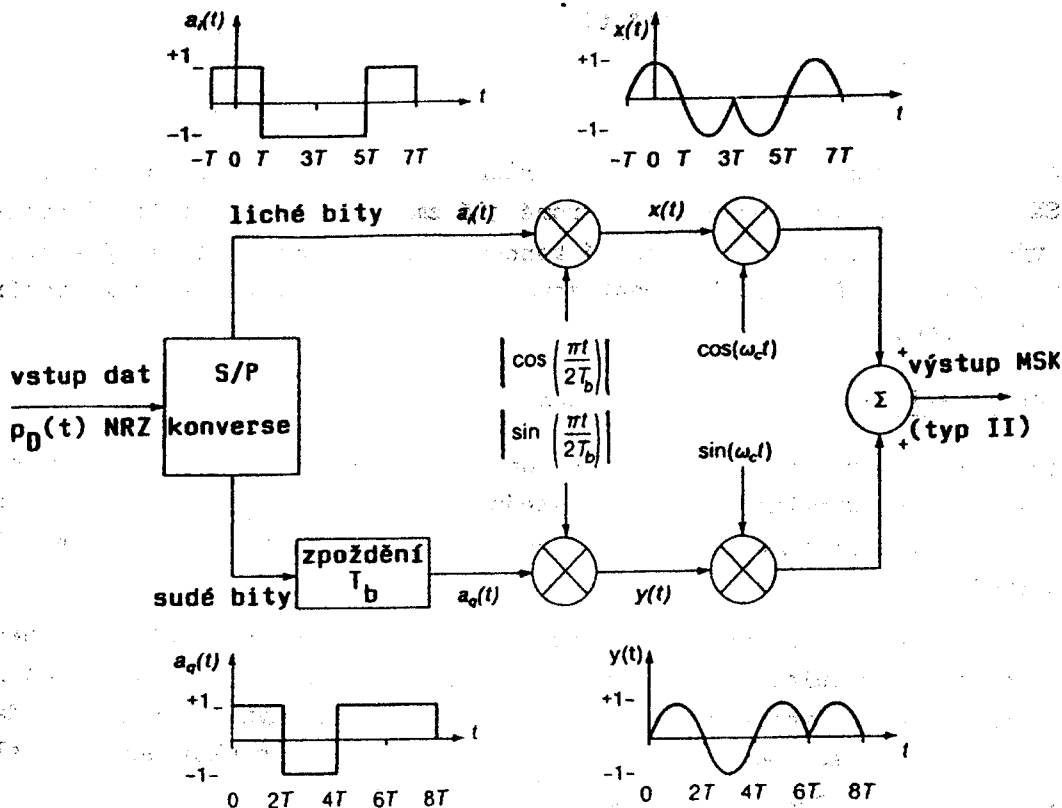 a_i(t)
+1
-1
t
-T 0 T 3T 5T 7T
x(t)
+1
-1
t
-T 0 T 3T 5T 7T
liché bity
a_i(t)
x(t)
vstup dat
p_D(t) NRZ
S/P
konverse
|cos(πt/2T_b)|
|sin(πt/2T_b)|
cos(ω_c t)
sin(ω_c t)
+
Σ
+
výstup MSK
(typ II)
sudé bity
zpoždění
T_b
a_q(t)
y(t)
a_q(t)
+1
-1
t
0 2T 4T 6T 8T
y(t)
+1
-1
t
0 2T 4T 6T 8T